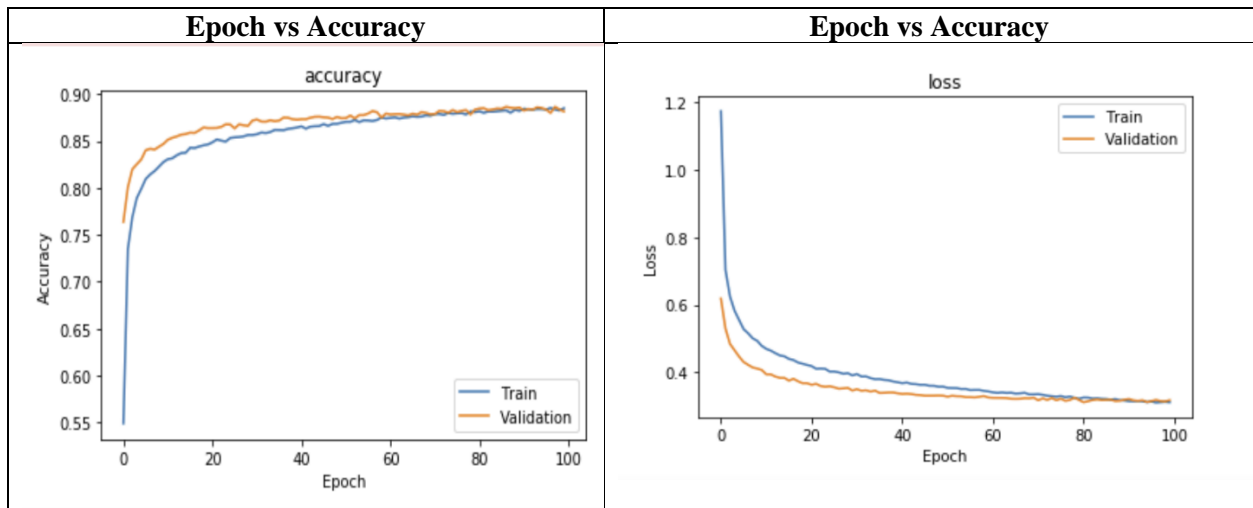 Epoch vs Accuracy
Epoch vs Accuracy
accuracy
0.90
0.85
0.80
0.75
0.70
0.65
0.60
0.55
Accuracy
Train
Validation
0 20 40 60 80 100
Epoch
loss
1.2
1.0
0.8
0.6
0.4
Loss
Train
Validation
0 20 40 60 80 100
Epoch